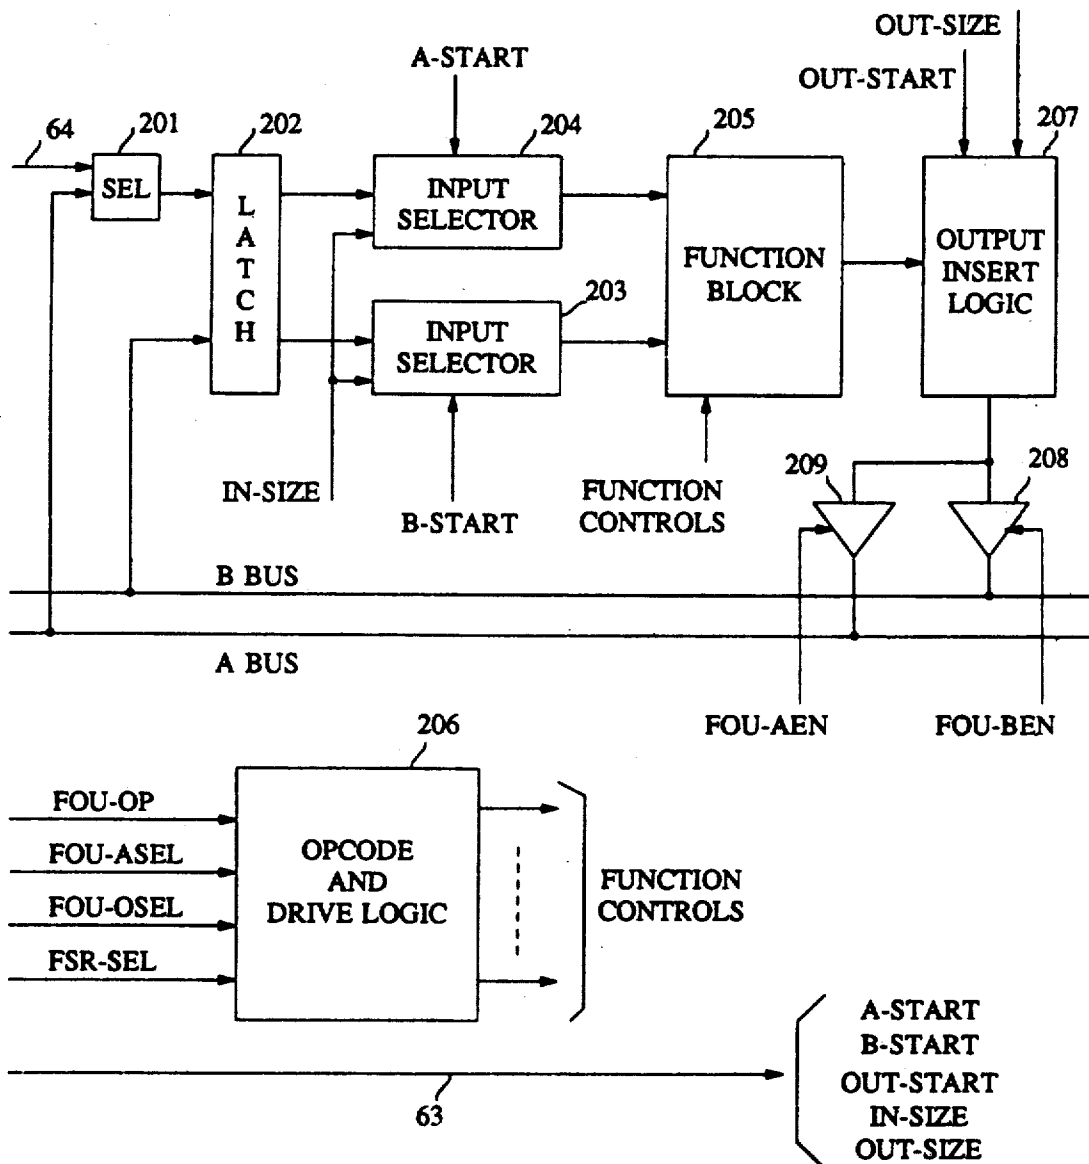 OUT-SIZE
A-START
OUT-START
64
201
202
204
205
207
SEL
LATCH
INPUT
SELECTOR
FUNCTION
BLOCK
OUTPUT
INSERT
LOGIC
203
INPUT
SELECTOR
IN-SIZE
B-START
FUNCTION
CONTROLS
209
208
B BUS
A BUS
FOU-AEN
FOU-BEN
206
FOU-OP
FOU-ASEL
FOU-OSEL
FSR-SEL
OPCODE
AND
DRIVE LOGIC
FUNCTION
CONTROLS
63
A-START
B-START
OUT-START
IN-SIZE
OUT-SIZE